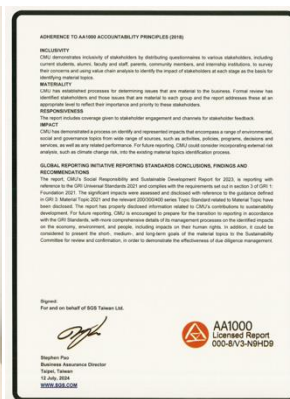 ADHERENCE TO AA1000 ACCOUNTABILITY PRINCIPLES (2018)
INCLUSIVITY
CMU demonstrates inclusivity of stakeholders by distributing questionnaires to various stakeholders, including
current students, alumni, faculty and staff, parents, community members, and internship institutions, to survey
their concerns and using value chain analysis to identify the impact of stakeholders at each stage as the basis for
identifying material topics.
MATERIALITY
CMU has established processes for determining issues that are material to the business. Formal review has
identified stakeholders and those issues that are material to each group and the report addresses these at an
appropriate level to reflect their importance and priority to these stakeholders.
RESPONSIVENESS
The report includes coverage given to stakeholder engagement and channels for stakeholder feedback.
IMPACT
CMU has demonstrated a process on identify and represented impacts that encompass a range of environmental,
social and governance topics from wide range of sources, such as activities, policies, programs, decisions and
services, as well as any related performance. For future reporting, CMU could consider incorporating external risk
analysis, such as climate change risk, into the existing material topics identification process.
GLOBAL REPORTING INITIATIVE REPORTING STANDARDS CONCLUSIONS, FINDINGS AND
RECOMMENDATIONS
The report, CMU's Social Responsibility and Sustainable Development Report for 2023, is reporting with
reference to the GRI Universal Standards 2021 and complies with the requirements set out in section 3 of GRI 1:
Foundation 2021. The significant impacts were assessed and disclosed with reference to the guidance defined
in GRI 3: Material Topic 2021 and the relevant 200/300/400 series Topic Standard related to Material Topic have
been disclosed. The report has properly disclosed information related to CMU's contributions to sustainability
development. For future reporting, CMU is encouraged to prepare for the transition to reporting in accordance
with the GRI Standards, with more comprehensive details of its management processes on the identified impacts
on the economy, environment, and people, including impacts on their human rights. In addition, it could be
considered to present the short-, medium-, and long-term goals of the material topics to the Sustainability
Committee for review and confirmation, in order to demonstrate the effectiveness of due diligence management.
Signed:
For and on behalf of SGS Taiwan Ltd.
Stephen Pao
Business Assurance Director
Taipei, Taiwan
12 July, 2024
WWW.SGS.COM
AA1000
Licensed Report
000-8/V3-N9HD9